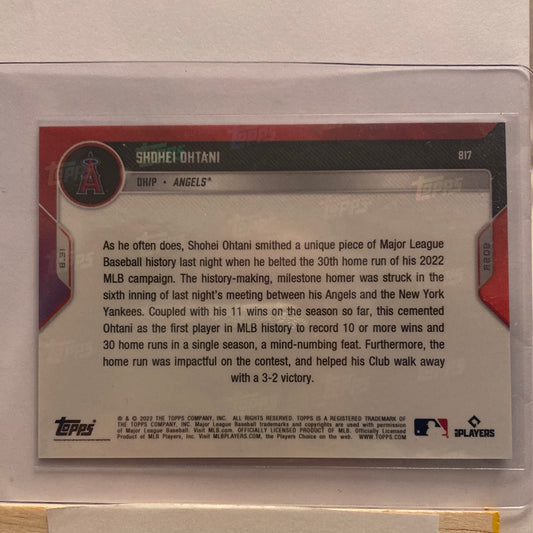 SHOHEI OHTANI
817
DH/P • ANGELS®
8.31
As he often does, Shohei Ohtani smithed a unique piece of Major League
Baseball history last night when he belted the 30th home run of his 2022
MLB campaign. The history-making, milestone homer was struck in the
sixth inning of last night's meeting between his Angels and the New York
Yankees. Coupled with his 11 wins on the season so far, this cemented
Ohtani as the first player in MLB history to record 10 or more wins and
30 home runs in a single season, a mind-numbing feat. Furthermore, the
home run was impactful on the contest, and helped his Club walk away
with a 3-2 victory.
Topps
® & © 2022 THE TOPPS COMPANY, INC. ALL RIGHTS RESERVED. TOPPS IS A REGISTERED TRADEMARK OF
THE TOPPS COMPANY, INC. Major League Baseball trademarks and copyrights are used with permission of
Major League Baseball. Visit MLB.com. OFFICIALLY LICENSED PRODUCT OF MLB. Officially Licensed
Product of MLB Players, Inc. Visit MLBPLAYERS.COM, the Players Choice on the web. WWW.TOPPS.COM
MLB PLAYERS